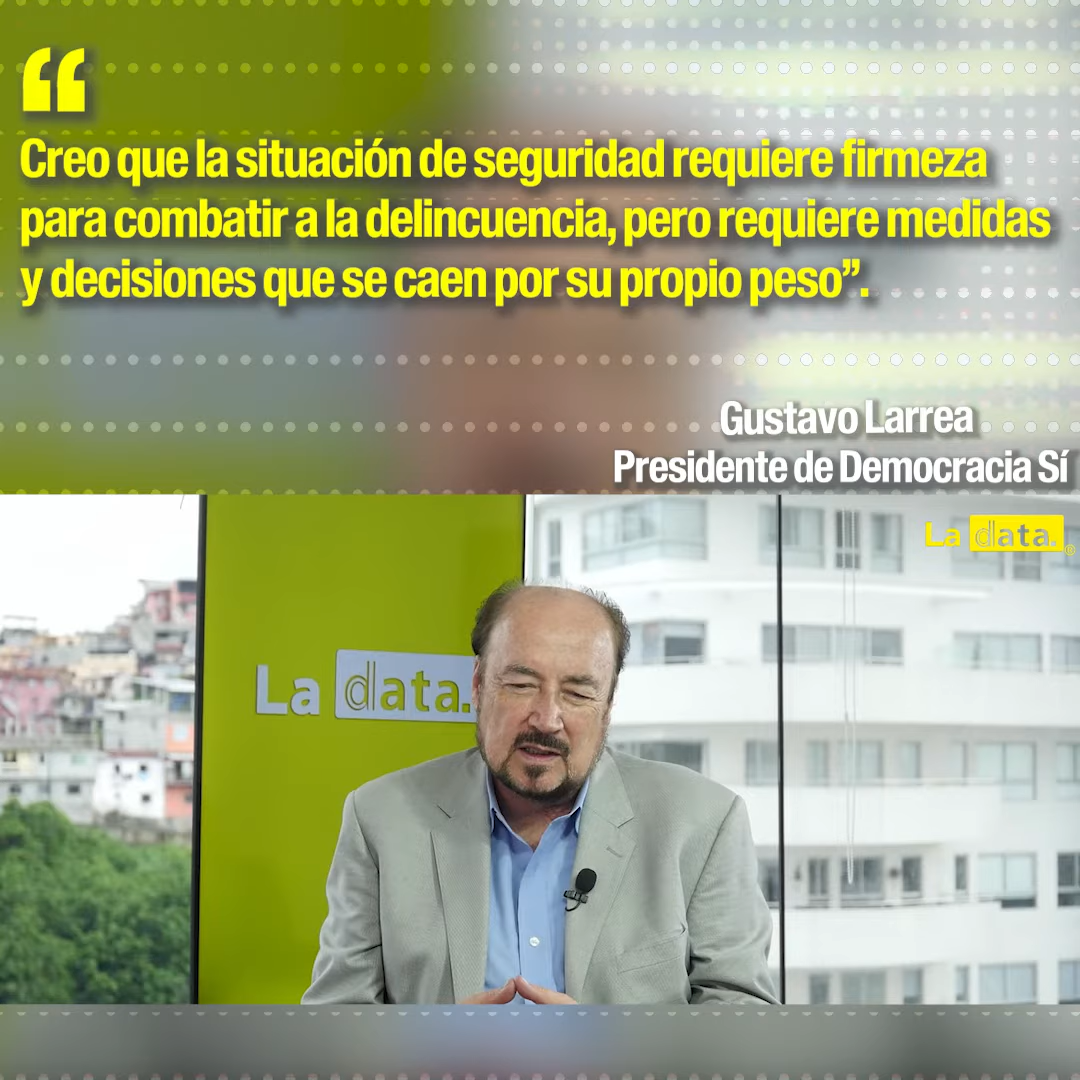 “
Creo que la situación de seguridad requiere firmeza
para combatir a la delincuencia, pero requiere medidas
y decisiones que se caen por su propio peso”.
Gustavo Larrea
Presidente de Democracia Sí
La data.®
La data.